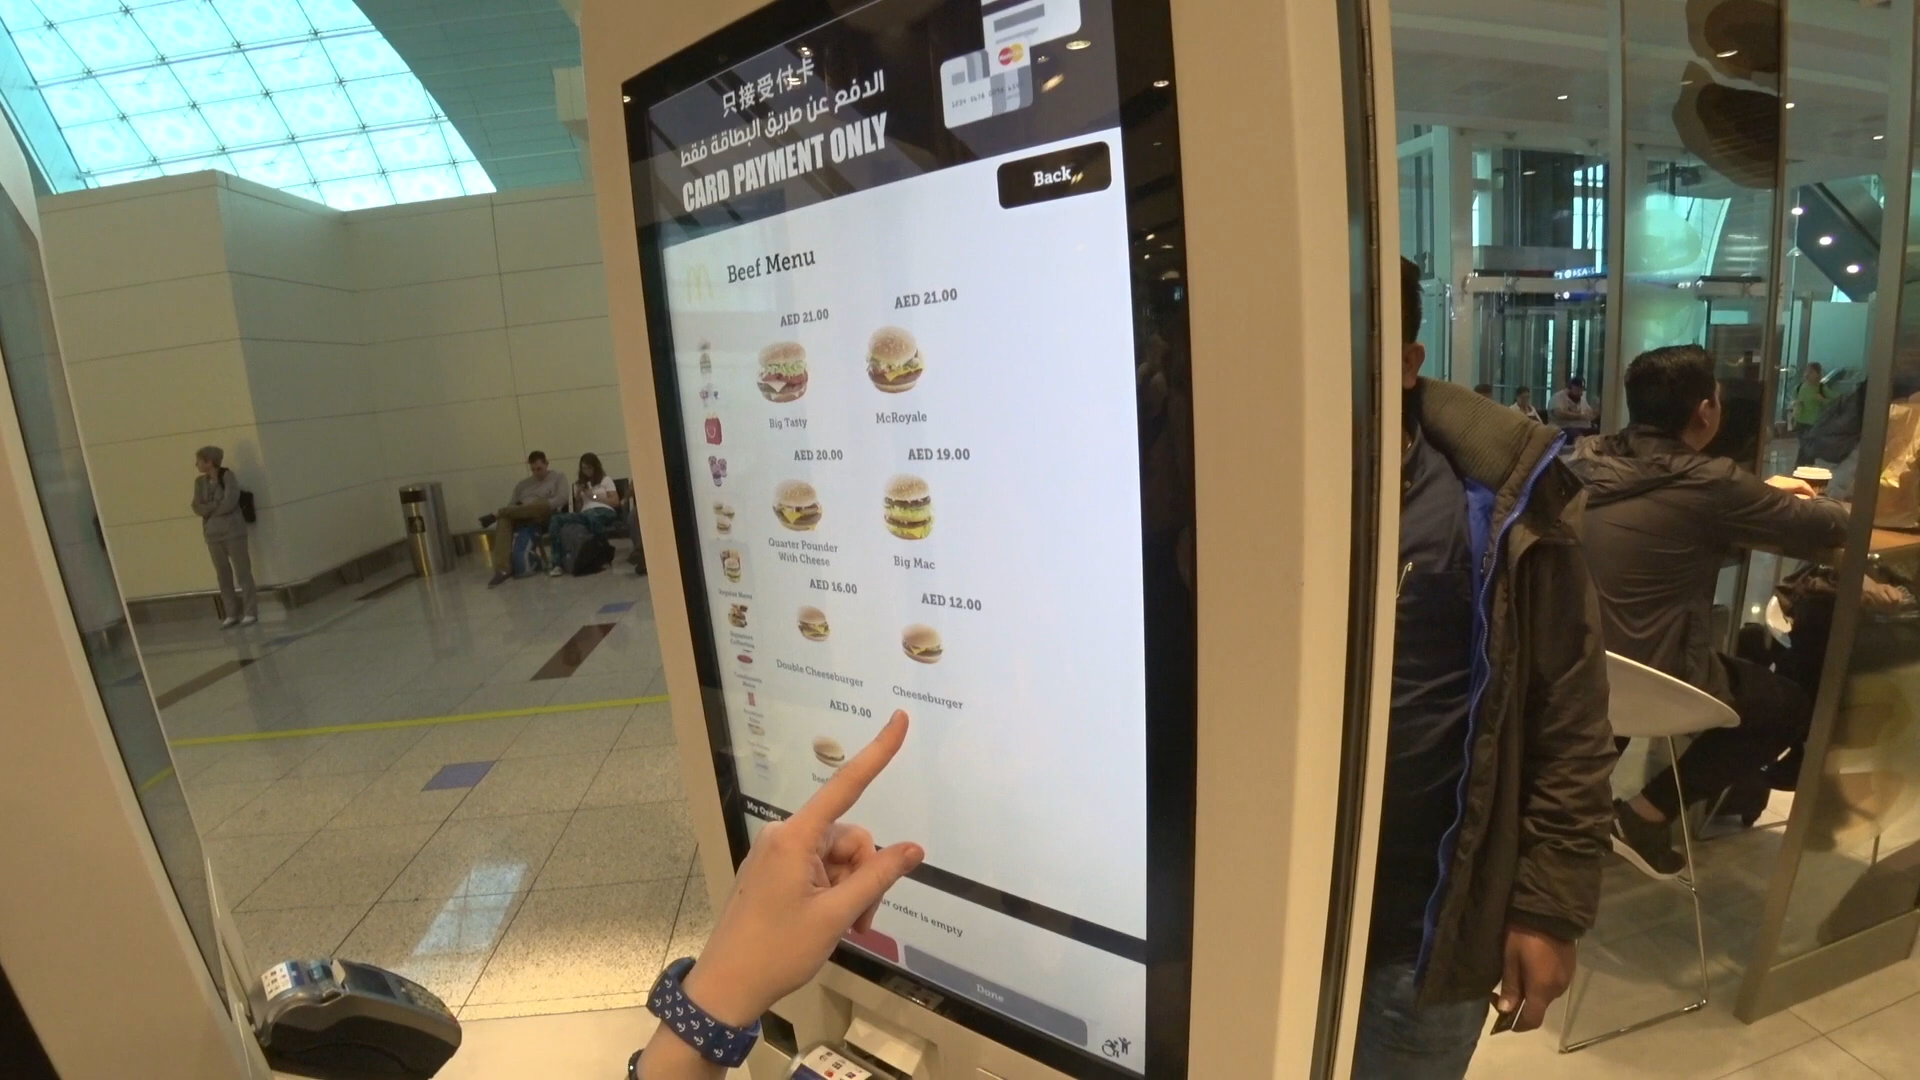 只接受付卡
الدفع عن طريق البطاقة فقط
CARD PAYMENT ONLY
Back
Beef Menu
AED 21.00
AED 21.00
Big Tasty
McRoyale
AED 20.00
AED 19.00
Quarter Pounder
With Cheese
Big Mac
AED 16.00
AED 12.00
Double Cheeseburger
Cheeseburger
AED 9.00
My Order
order is empty
Done